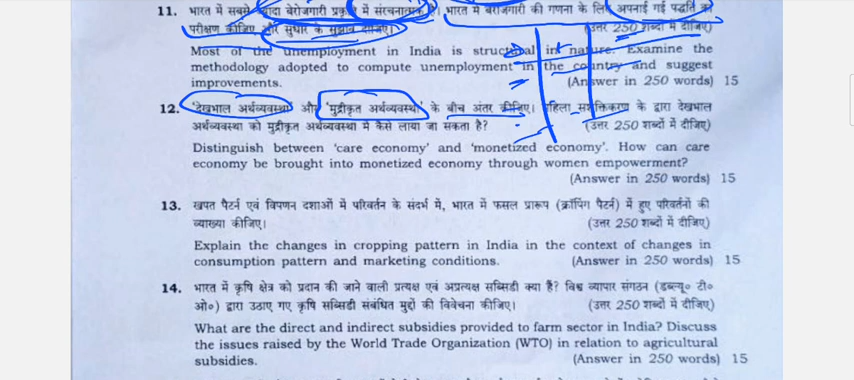 11. भारत में सबसे ज्यादा बेरोजगारी प्रकृति में संरचनात्मक है। भारत में बेरोजगारी की गणना के लिए अपनाई गई पद्धति का
परीक्षण कीजिए और सुधार के सुझाव दीजिए। (उत्तर 250 शब्दों में दीजिए)
Most of the unemployment in India is structural in nature. Examine the
methodology adopted to compute unemployment in the country and suggest
improvements. (Answer in 250 words) 15
12. 'देखभाल अर्थव्यवस्था' और 'मुद्रीकृत अर्थव्यवस्था' के बीच अंतर कीजिए। महिला सशक्तिकरण के द्वारा देखभाल
अर्थव्यवस्था को मुद्रीकृत अर्थव्यवस्था में कैसे लाया जा सकता है? (उत्तर 250 शब्दों में दीजिए)
Distinguish between 'care economy' and 'monetized economy'. How can care
economy be brought into monetized economy through women empowerment?
(Answer in 250 words) 15
13. खपत पैटर्न एवं विपणन दशाओं में परिवर्तन के संदर्भ में, भारत में फसल प्रारूप (क्रॉपिंग पैटर्न) में हुए परिवर्तनों की
व्याख्या कीजिए। (उत्तर 250 शब्दों में दीजिए)
Explain the changes in cropping pattern in India in the context of changes in
consumption pattern and marketing conditions. (Answer in 250 words) 15
14. भारत में कृषि क्षेत्र को प्रदान की जाने वाली प्रत्यक्ष एवं अप्रत्यक्ष सब्सिडी क्या हैं? विश्व व्यापार संगठन (डब्ल्यू० टी०
ओ०) द्वारा उठाए गए कृषि सब्सिडी संबंधित मुद्दों की विवेचना कीजिए। (उत्तर 250 शब्दों में दीजिए)
What are the direct and indirect subsidies provided to farm sector in India? Discuss
the issues raised by the World Trade Organization (WTO) in relation to agricultural
subsidies. (Answer in 250 words) 15